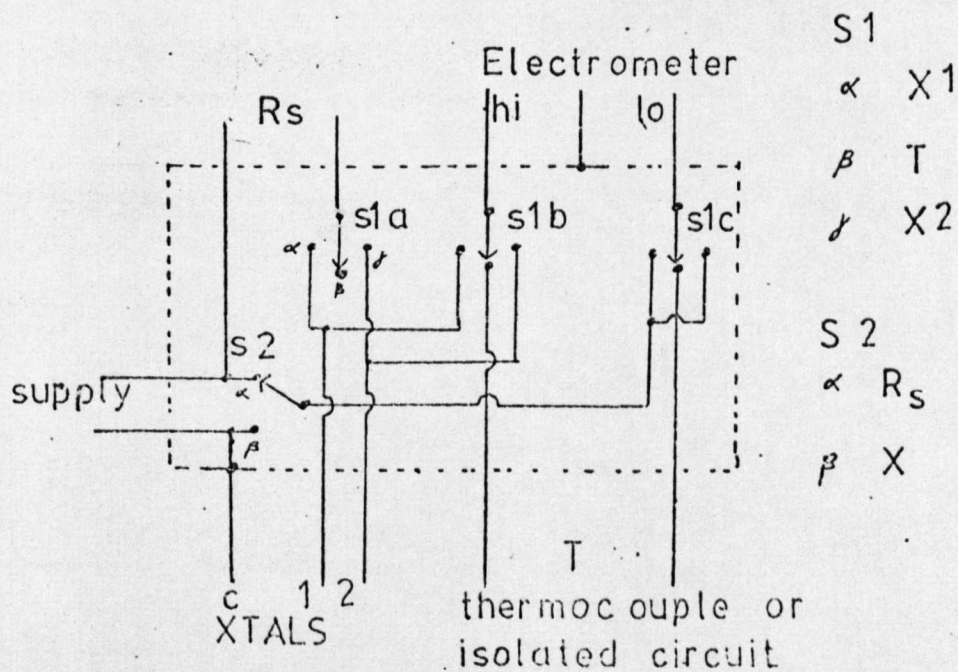 Electrometer
Rs hi lo
s1a s1b s1c
α γ
β
S2
supply α
β
c 1 2
XTALS
T
thermocouple or
isolated circuit
S1
α X1
β T
γ X2
S2
α Rs
β X